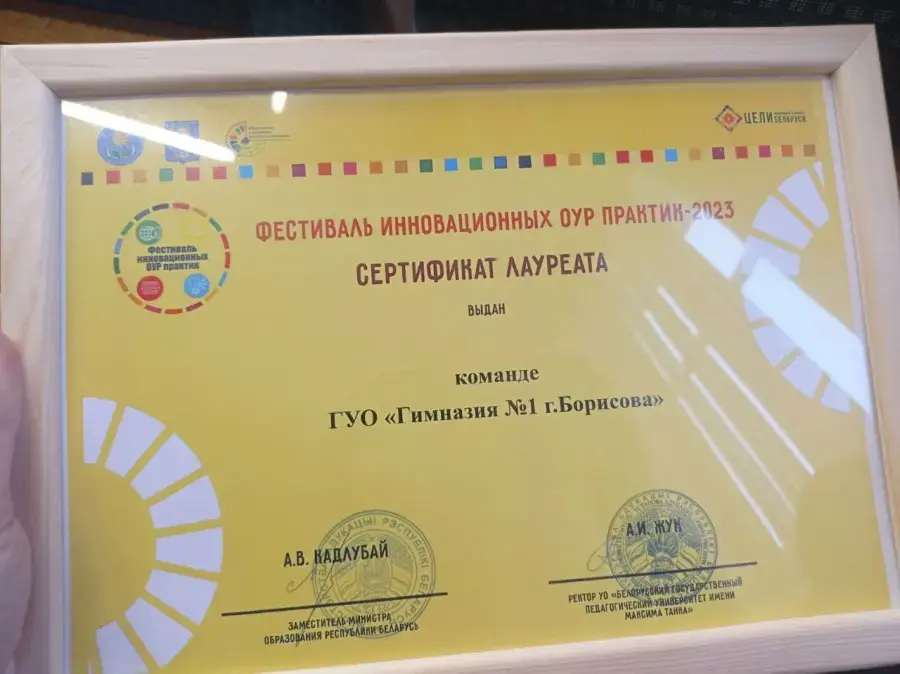 ЦЕЛИ
БЕЛАРУСИ
ФЕСТИВАЛЬ ИННОВАЦИОННЫХ ОУР ПРАКТИК-2023
Фестиваль
инновационных
ОУР практик
СЕРТИФИКАТ ЛАУРЕАТА
ВЫДАН
команде
ГУО «Гимназия №1 г.Борисова»
А.В. КАДЛУБАЙ
ЗАМЕСТИТЕЛЬ МИНИСТРА
ОБРАЗОВАНИЯ РЕСПУБЛИКИ БЕЛАРУСЬ
А.И. ЖУК
РЕКТОР УО «БЕЛОРУССКИЙ ГОСУДАРСТВЕННЫЙ
ПЕДАГОГИЧЕСКИЙ УНИВЕРСИТЕТ ИМЕНИ
МАКСИМА ТАНКА»